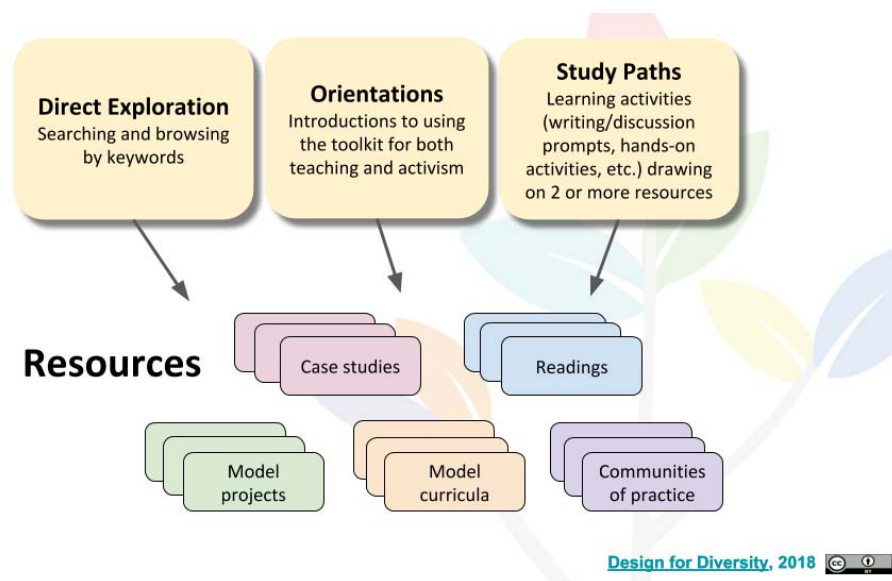 Direct Exploration
Searching and browsing
by keywords
Orientations
Introductions to using
the toolkit for both
teaching and activism
Study Paths
Learning activities
(writing/discussion
prompts, hands-on
activities, etc.) drawing
on 2 or more resources
Resources
Case studies
Readings
Model
projects
Model
curricula
Communities
of practice
Design for Diversity, 2018
cc
BY